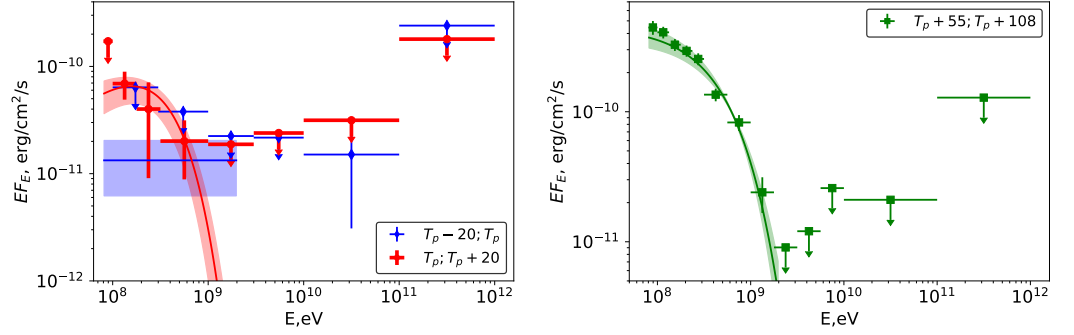 10⁻¹⁰
10⁻¹¹
10⁻¹²
EF_E, erg/cm²/s
10⁸ 10⁹ 10¹⁰ 10¹¹ 10¹²
E,eV
T_p − 20; T_p
T_p; T_p + 20
10⁻¹⁰
10⁻¹¹
EF_E, erg/cm²/s
10⁸ 10⁹ 10¹⁰ 10¹¹ 10¹²
E,eV
T_p + 55; T_p + 108